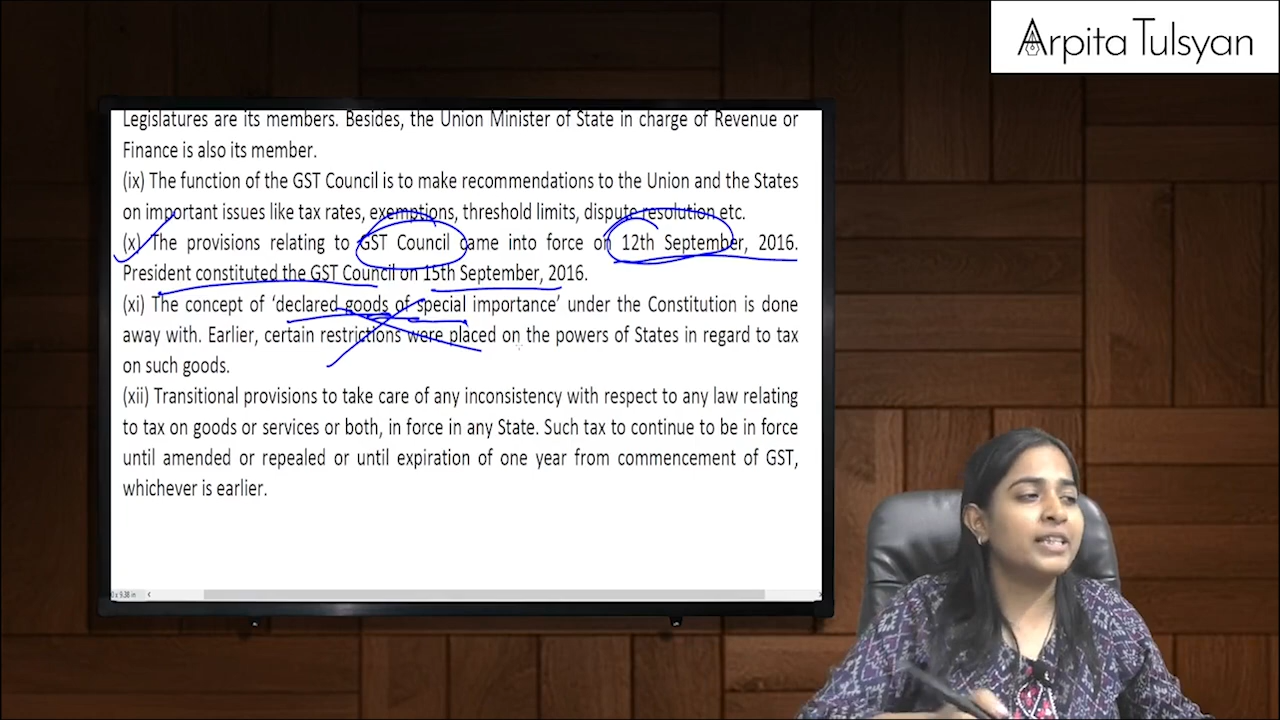 Arpita Tulsyan
Legislatures are its members. Besides, the Union Minister of State in charge of Revenue or
Finance is also its member.
(ix) The function of the GST Council is to make recommendations to the Union and the States
on important issues like tax rates, exemptions, threshold limits, dispute resolution etc.
(x) The provisions relating to GST Council came into force on 12th September, 2016.
President constituted the GST Council on 15th September, 2016.
(xi) The concept of ‘declared goods of special importance’ under the Constitution is done
away with. Earlier, certain restrictions were placed on the powers of States in regard to tax
on such goods.
(xii) Transitional provisions to take care of any inconsistency with respect to any law relating
to tax on goods or services or both, in force in any State. Such tax to continue to be in force
until amended or repealed or until expiration of one year from commencement of GST,
whichever is earlier.